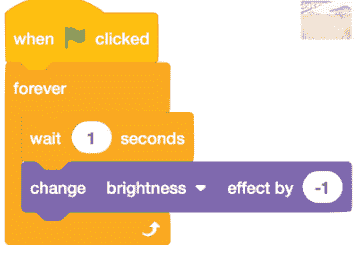 when clicked
forever
wait 1 seconds
change brightness effect by -1